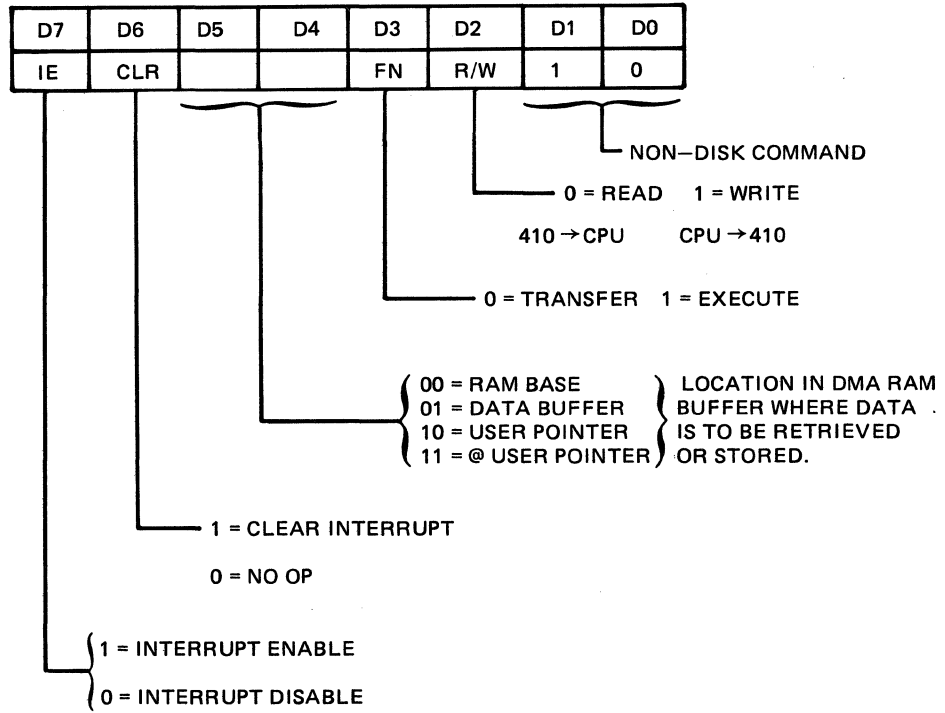 D7 D6 D5 D4 D3 D2 D1 D0
IE CLR FN R/W 1 0
NON–DISK COMMAND
0 = READ 1 = WRITE
410 → CPU CPU → 410
0 = TRANSFER 1 = EXECUTE
00 = RAM BASE LOCATION IN DMA RAM
01 = DATA BUFFER BUFFER WHERE DATA
10 = USER POINTER IS TO BE RETRIEVED
11 = @ USER POINTER OR STORED.
1 = CLEAR INTERRUPT
0 = NO OP
1 = INTERRUPT ENABLE
0 = INTERRUPT DISABLE